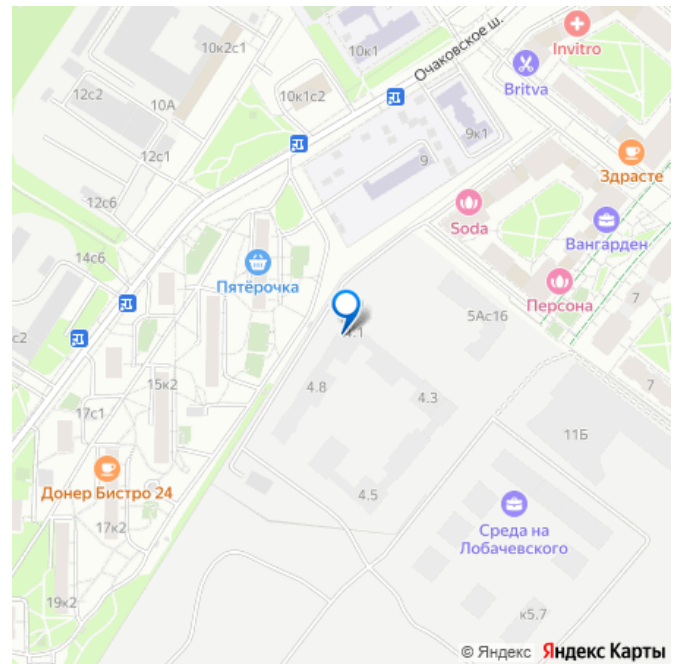 10к2с1
10к1
Очаковское ш.
Invitro
Britva
12с2
10А
10к1с2
9к1
9
12с1
Здрасте
12с6
Soda
Вангарден
14с6
Пятёрочка
Персона
7
5Ас16
4.1
с2
15к2
4.8
4.3
7
17с1
11Б
Донер Бистро 24
4.5
17к2
Среда на
Лобачевского
19к2
к5.7
© Яндекс Яндекс Карты